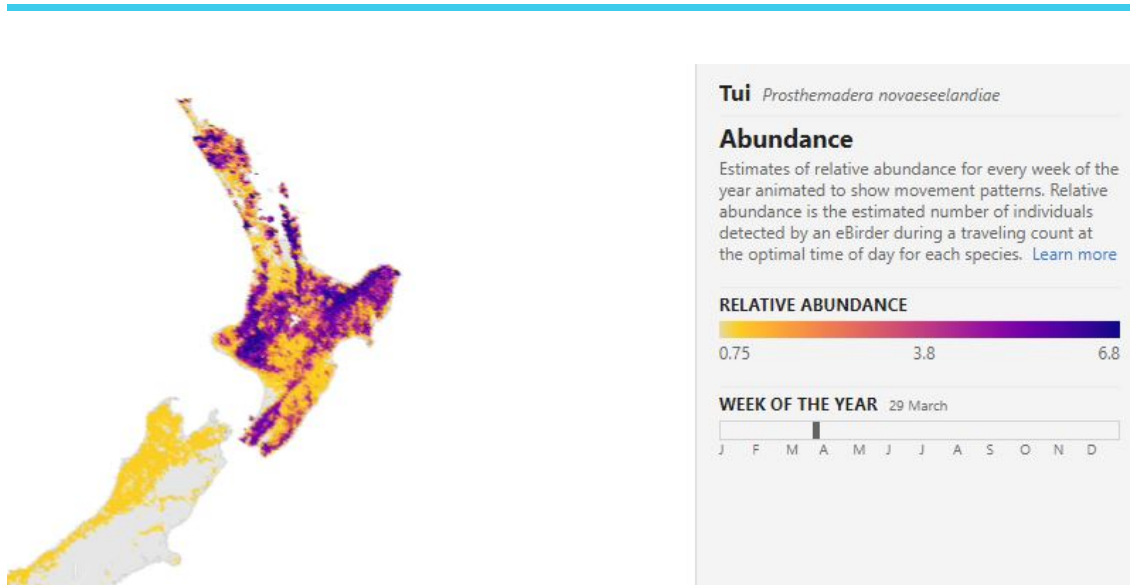 Tui Prosthemadera novaeseelandiae
Abundance
Estimates of relative abundance for every week of the
year animated to show movement patterns. Relative
abundance is the estimated number of individuals
detected by an eBirder during a traveling count at
the optimal time of day for each species. Learn more
RELATIVE ABUNDANCE
0.75 3.8 6.8
WEEK OF THE YEAR 29 March
J F M A M J J A S O N D